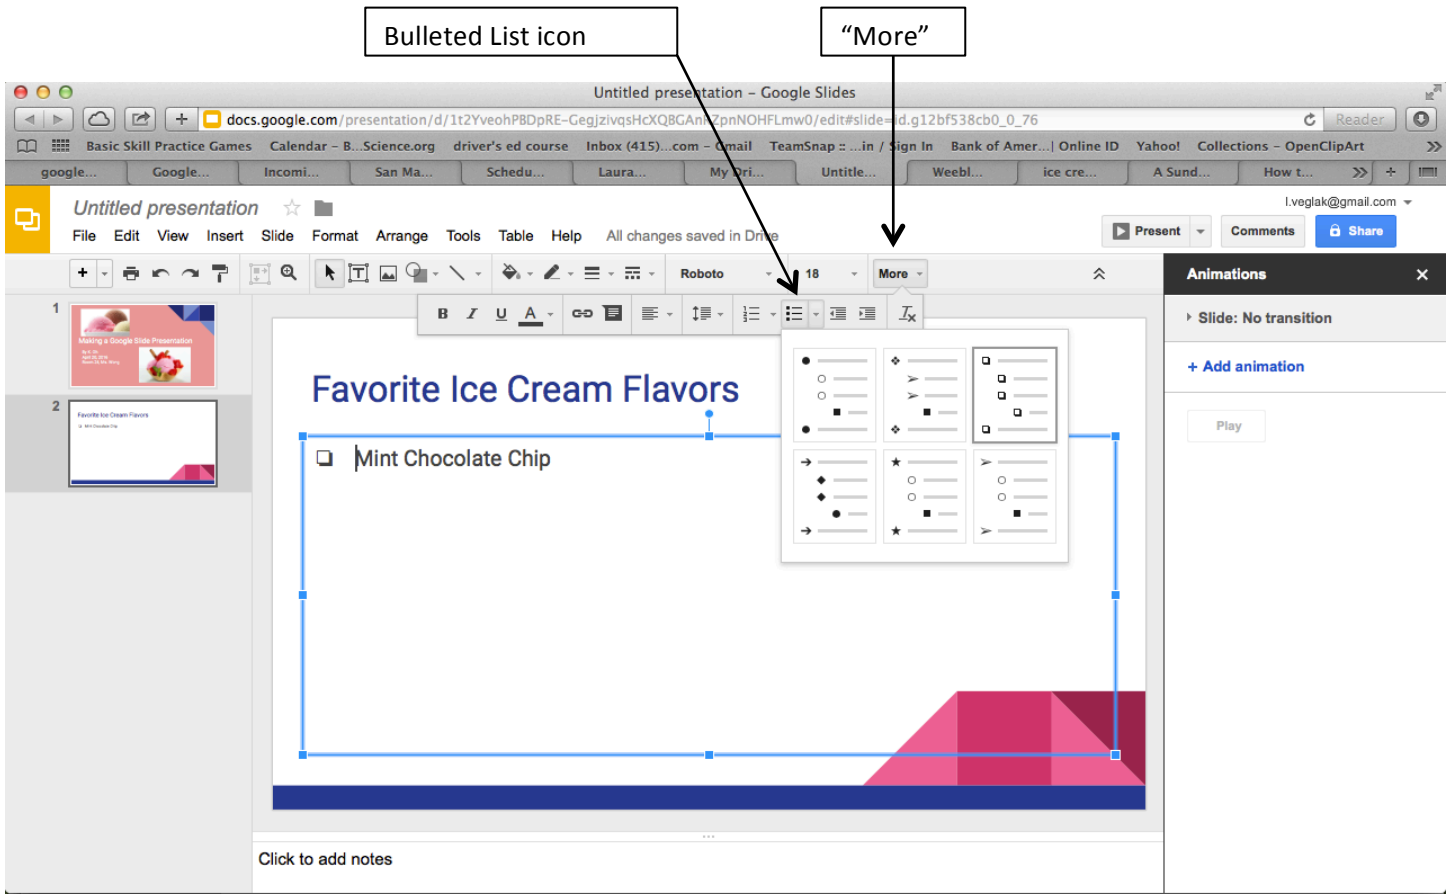 Bulleted List icon
“More”
Untitled presentation – Google Slides
docs.google.com/presentation/d/1t2YveohPBDpRE–GegjzivqsHcXQBGAn ZpnNOHFLmw0/edit#slide=id.g12bf538cb0_0_76
Reader
Basic Skill Practice Games Calendar – B...Science.org driver's ed course Inbox (415)...com – Gmail TeamSnap :: ...in / Sign In Bank of Amer...| Online ID Yahoo! Collections – OpenClipArt
google... Google... Incomi... San Ma... Schedu... Laura... My Dri... Untitle... Weebl... ice cre... A Sund... How t...
Untitled presentation
l.veglak@gmail.com
File Edit View Insert Slide Format Arrange Tools Table Help All changes saved in Drive
Present Comments Share
Roboto 18 More
Animations
B I U A
1
Making a Google Slide Presentation
Slide: No transition
+ Add animation
2
Favorite Ice Cream Flavors
Mint Chocolate Chip
Play
Favorite Ice Cream Flavors
Mint Chocolate Chip
Click to add notes